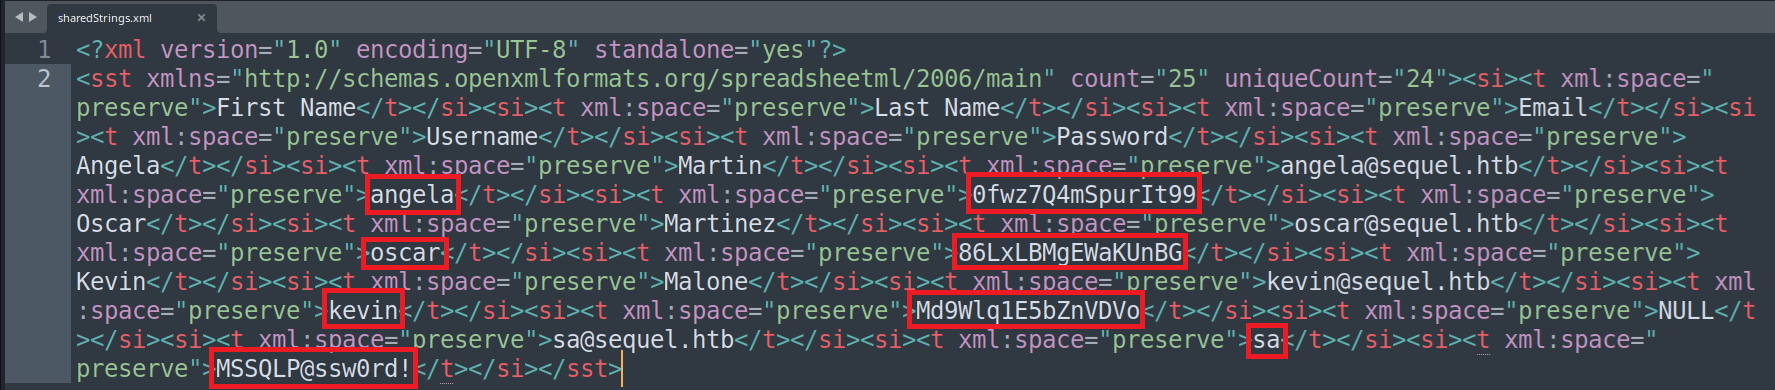 sharedStrings.xml ×
1 <?xml version="1.0" encoding="UTF-8" standalone="yes"?>
2 <sst xmlns="http://schemas.openxmlformats.org/spreadsheetml/2006/main" count="25" uniqueCount="24"><si><t xml:space="
preserve">First Name</t></si><si><t xml:space="preserve">Last Name</t></si><si><t xml:space="preserve">Email</t></si><si
><t xml:space="preserve">Username</t></si><si><t xml:space="preserve">Password</t></si><si><t xml:space="preserve">
Angela</t></si><si><t xml:space="preserve">Martin</t></si><si><t xml:space="preserve">angela@sequel.htb</t></si><si><t
xml:space="preserve">angela</t></si><si><t xml:space="preserve">0fwz7Q4mSpurIt99</t></si><si><t xml:space="preserve">
Oscar</t></si><si><t xml:space="preserve">Martinez</t></si><si><t xml:space="preserve">oscar@sequel.htb</t></si><si><t
xml:space="preserve">oscar</t></si><si><t xml:space="preserve">86LxLBMgEWaKUnBG</t></si><si><t xml:space="preserve">
Kevin</t></si><si><t xml:space="preserve">Malone</t></si><si><t xml:space="preserve">kevin@sequel.htb</t></si><si><t xml
:space="preserve">kevin</t></si><si><t xml:space="preserve">Md9Wlq1E5bZnVDVo</t></si><si><t xml:space="preserve">NULL</t
></si><si><t xml:space="preserve">sa@sequel.htb</t></si><si><t xml:space="preserve">sa</t></si><si><t xml:space="
preserve">MSSQLP@ssw0rd!</t></si></sst>